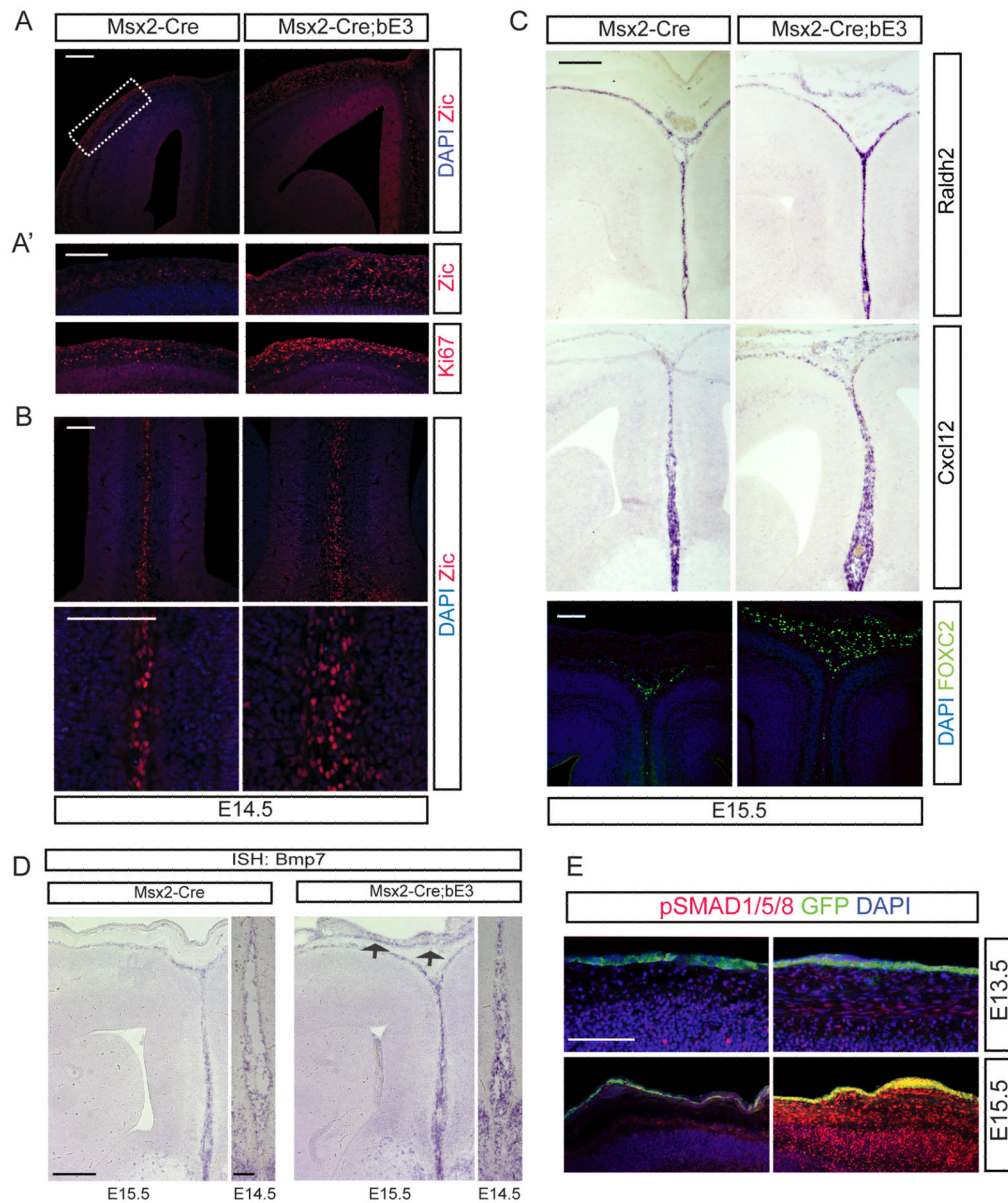 A
Msx2-Cre
Msx2-Cre;bE3
DAPI Zic
A'
Zic
Ki67
B
DAPI Zic
E14.5
C
Msx2-Cre
Msx2-Cre;bE3
Raldh2
Cxcl12
DAPI FOXC2
E15.5
D
ISH: Bmp7
Msx2-Cre
Msx2-Cre;bE3
E15.5
E14.5
E15.5
E14.5
E
pSMAD1/5/8 GFP DAPI
E13.5
E15.5